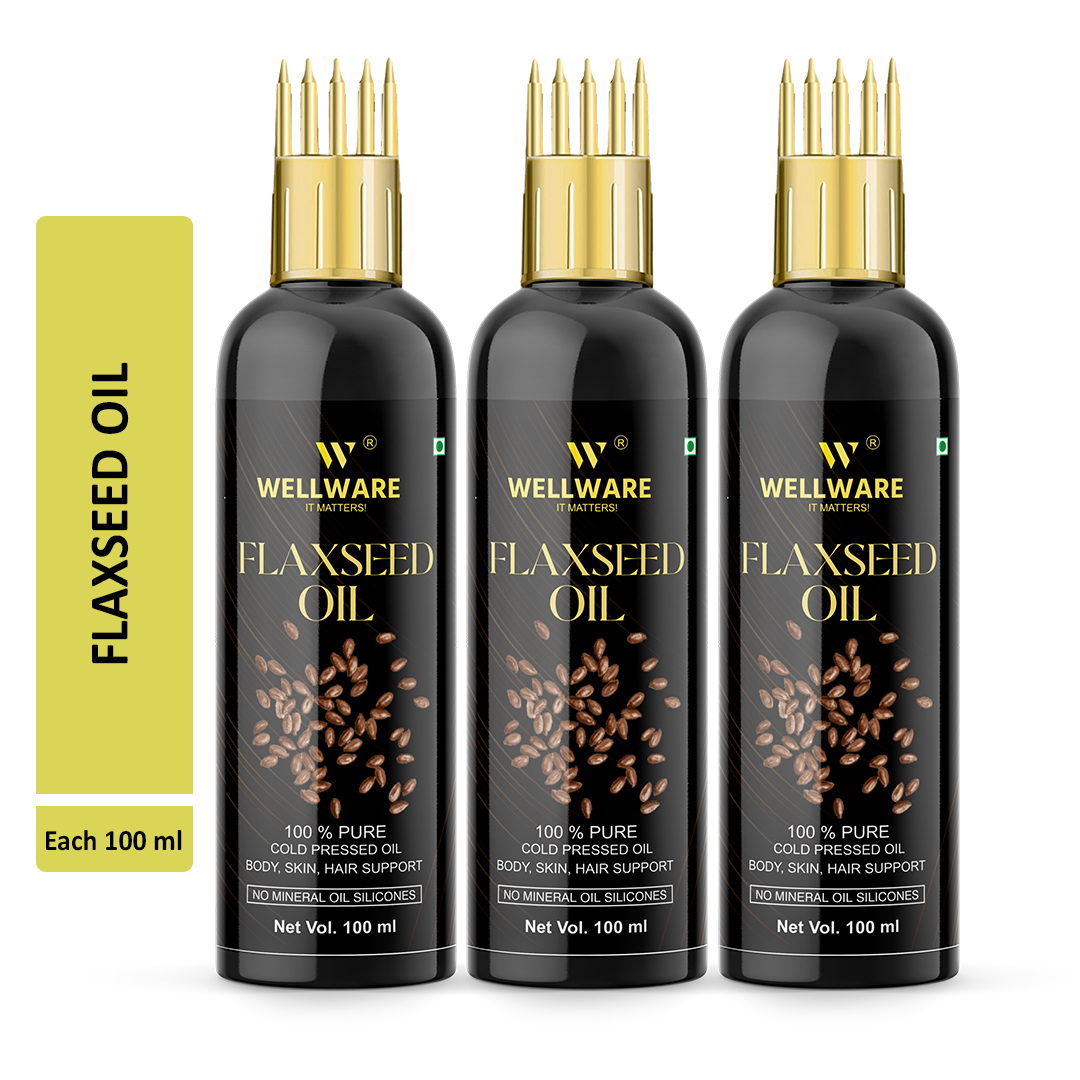 FLAXSEED OIL
Each 100 ml
W ®
WELLWARE
IT MATTERS!
FLAXSEED
OIL
100 % PURE
COLD PRESSED OIL
BODY, SKIN, HAIR SUPPORT
NO MINERAL OIL SILICONES
Net Vol. 100 ml
W ®
WELLWARE
IT MATTERS!
FLAXSEED
OIL
100 % PURE
COLD PRESSED OIL
BODY, SKIN, HAIR SUPPORT
NO MINERAL OIL SILICONES
Net Vol. 100 ml
W ®
WELLWARE
IT MATTERS!
FLAXSEED
OIL
100 % PURE
COLD PRESSED OIL
BODY, SKIN, HAIR SUPPORT
NO MINERAL OIL SILICONES
Net Vol. 100 ml